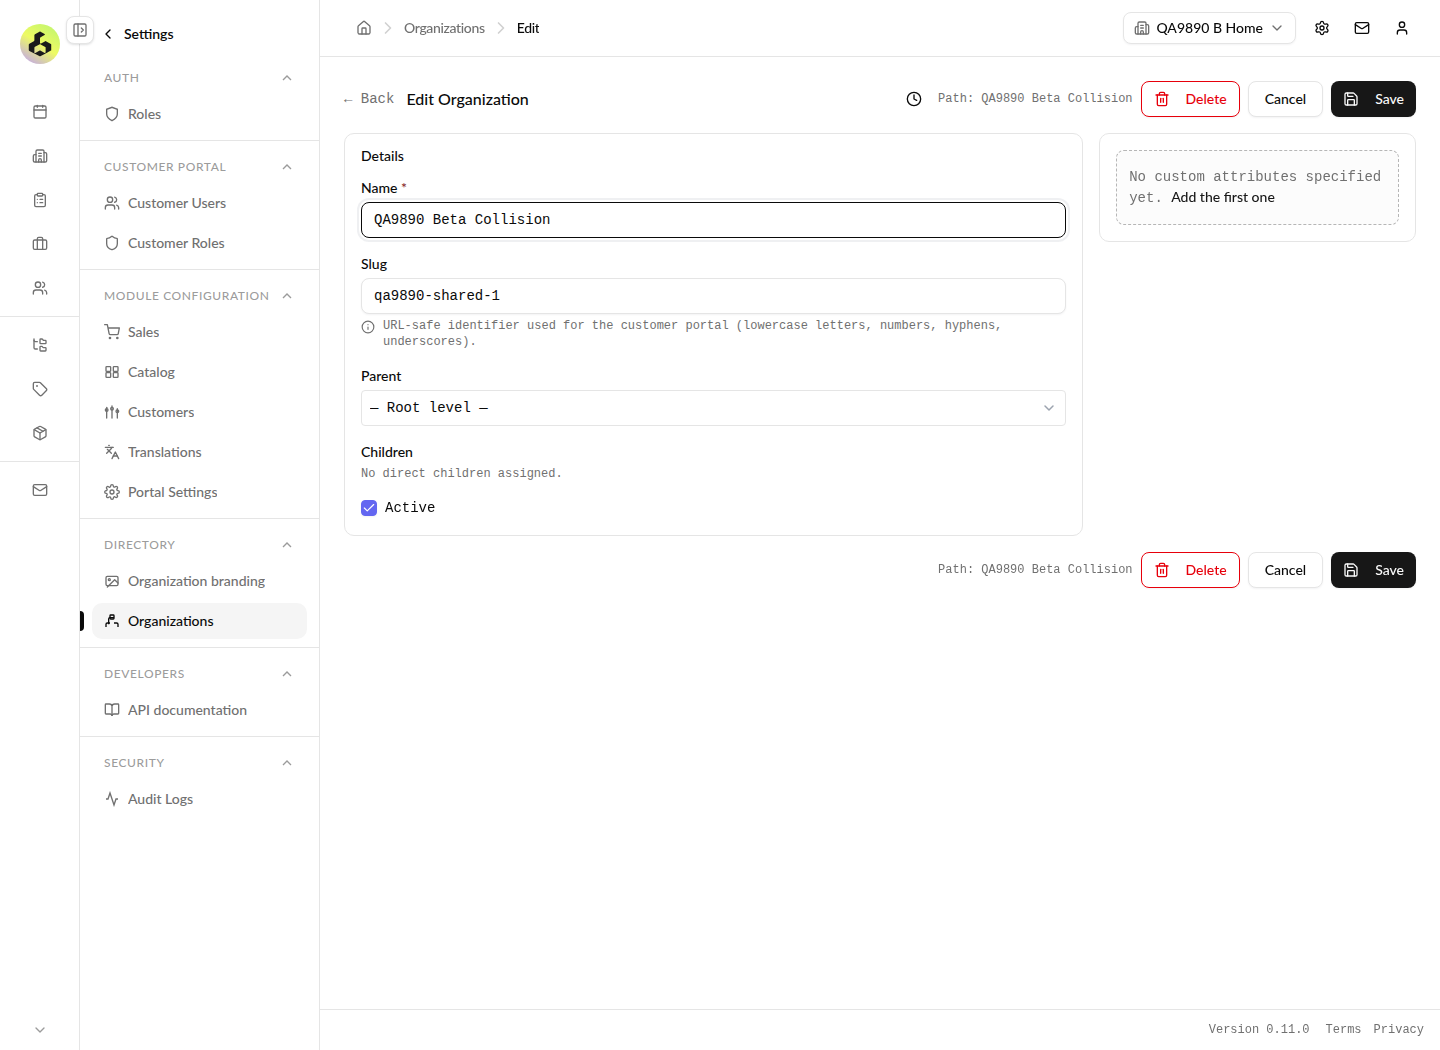 Settings
AUTH
Roles
CUSTOMER PORTAL
Customer Users
Customer Roles
MODULE CONFIGURATION
Sales
Catalog
Customers
Translations
Portal Settings
DIRECTORY
Organization branding
Organizations
DEVELOPERS
API documentation
SECURITY
Audit Logs
Organizations Edit
QA9890 B Home
← Back Edit Organization
Path: QA9890 Beta Collision Delete Cancel Save
Details
Name *
QA9890 Beta Collision
Slug
qa9890-shared-1
URL-safe identifier used for the customer portal (lowercase letters, numbers, hyphens,
underscores).
Parent
— Root level —
Children
No direct children assigned.
Active
No custom attributes specified
yet. Add the first one
Path: QA9890 Beta Collision Delete Cancel Save
Version 0.11.0 Terms Privacy